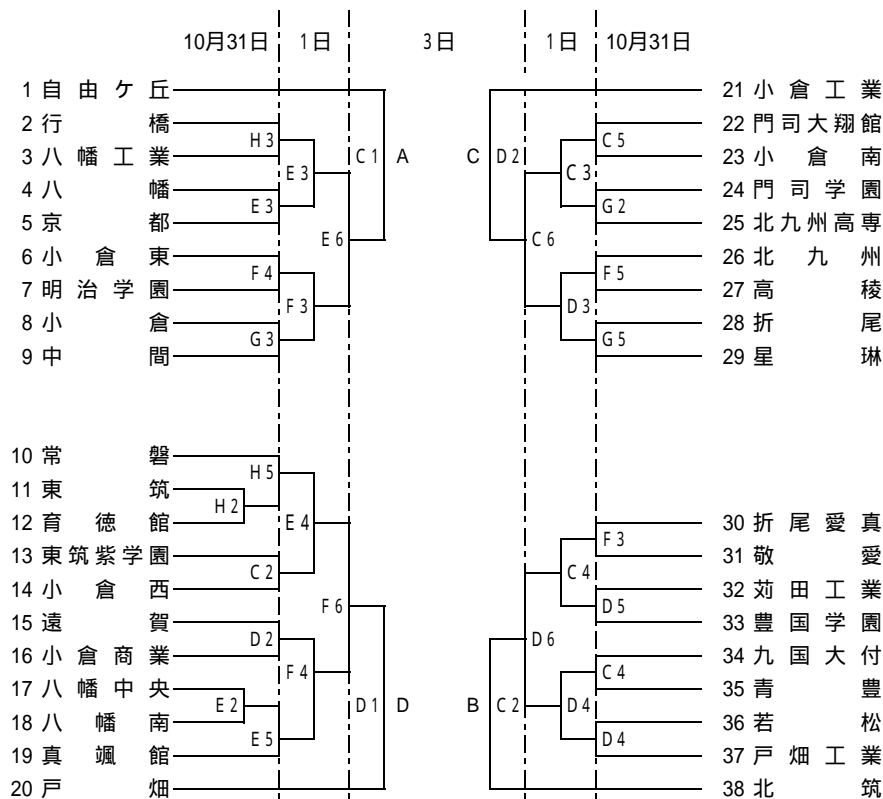 10月31日 1日 3日 1日 10月31日
1 自由ケ丘 21 小倉工業
2 行橋 22 門司大翔館
H3 C5
3 八幡工業 C1 A C D2 23 小倉南
E3 C3
4 八幡 24 門司学園
E3 G2
5 京都 25 北九州高専
E6 C6
6 小倉東 26 北九州
F4 F5
7 明治学園 27 高稜
F3 D3
8 小倉 28 折尾
G3 G5
9 中間 29 星琳
10 常磐
H5
11 東筑
H2
12 育徳館 E4 30 折尾愛真
F3
13 東筑紫学園 31 敬愛
C2 C4
14 小倉西 32 苅田工業
F6 D5
15 遠賀 33 豊国学園
D2 D6
16 小倉商業 34 九国大付
F4 C4
17 八幡中央 35 青豊
E2 D1 D B C2 D4
18 八幡南 36 若松
E5 D4
19 真颯館 37 戸畑工業
20 戸畑 38 北筑